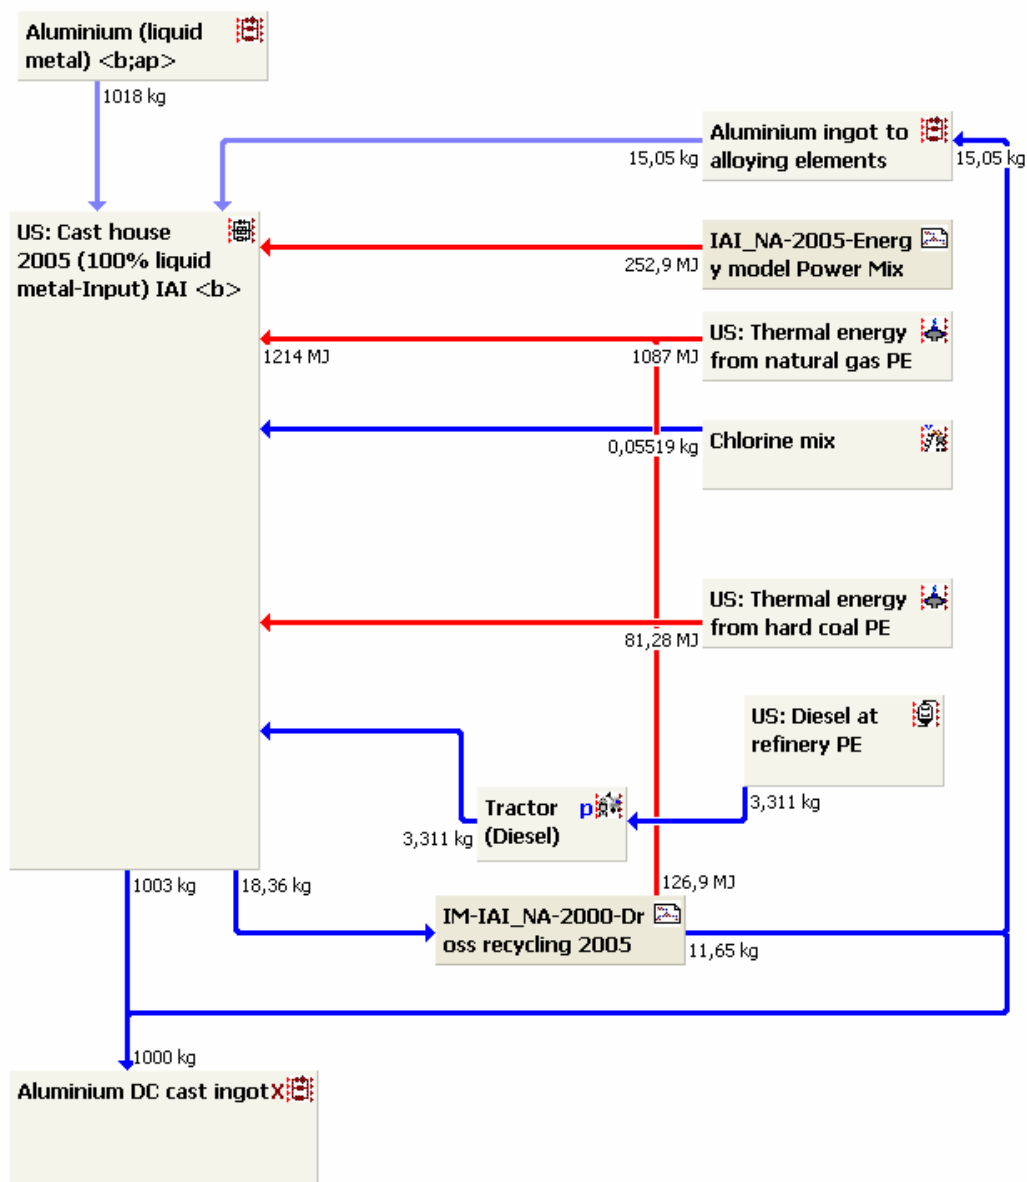 Aluminium (liquid
metal) <b;ap>
1018 kg
Aluminium ingot to
alloying elements
15,05 kg
15,05 kg
US: Cast house
2005 (100% liquid
metal-Input) IAI <b>
IAI_NA-2005-Energ
y model Power Mix
252,9 MJ
US: Thermal energy
from natural gas PE
1214 MJ
1087 MJ
Chlorine mix
0,05519 kg
US: Thermal energy
from hard coal PE
81,28 MJ
US: Diesel at
refinery PE
3,311 kg
Tractor p
(Diesel)
3,311 kg
1003 kg
18,36 kg
126,9 MJ
IM-IAI_NA-2000-Dr
oss recycling 2005
11,65 kg
1000 kg
Aluminium DC cast ingot X